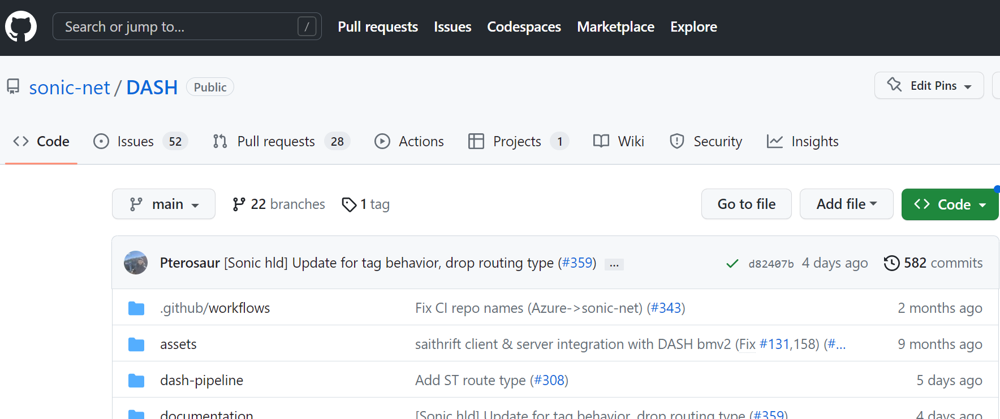 Search or jump to... / Pull requests Issues Codespaces Marketplace Explore
sonic-net / DASH Public Edit Pins
Code Issues 52 Pull requests 28 Actions Projects 1 Wiki Security Insights
main 22 branches 1 tag Go to file Add file Code
Pterosaur [Sonic hld] Update for tag behavior, drop routing type (#359) ... d82407b 4 days ago 582 commits
.github/workflows Fix CI repo names (Azure->sonic-net) (#343) 2 months ago
assets saithrift client & server integration with DASH bmv2 (Fix #131,158) (#... 9 months ago
dash-pipeline Add ST route type (#308) 5 days ago
documentation [Sonic hld] Update for tag behavior, drop routing type (#359) 4 days ago